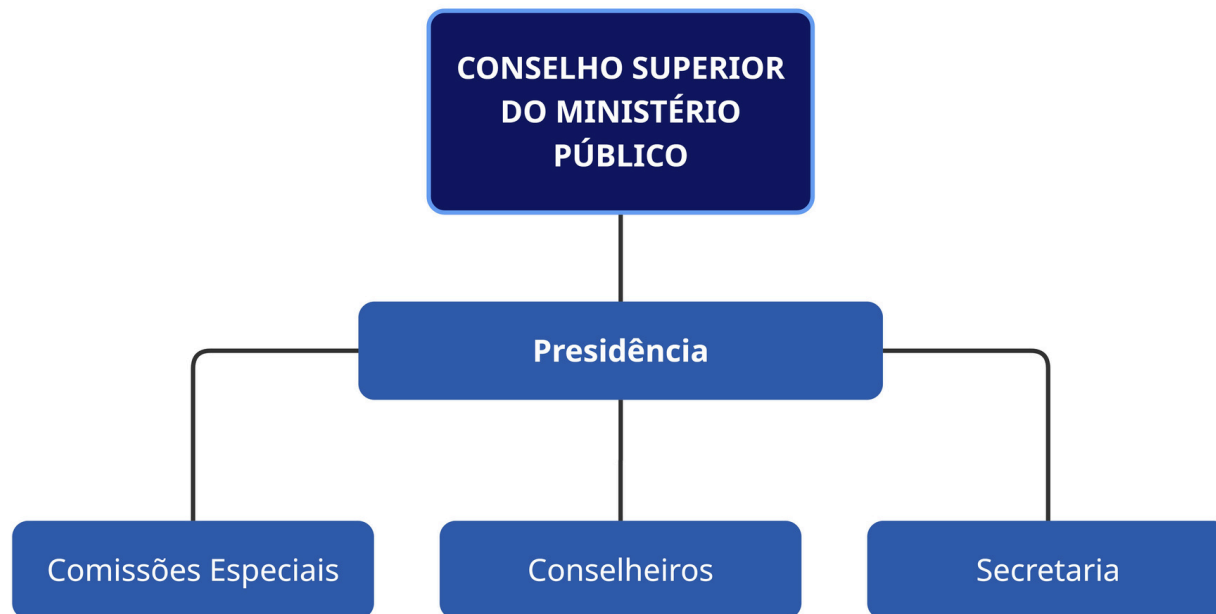 CONSELHO SUPERIOR
DO MINISTÉRIO
PÚBLICO
Presidência
Comissões Especiais
Conselheiros
Secretaria